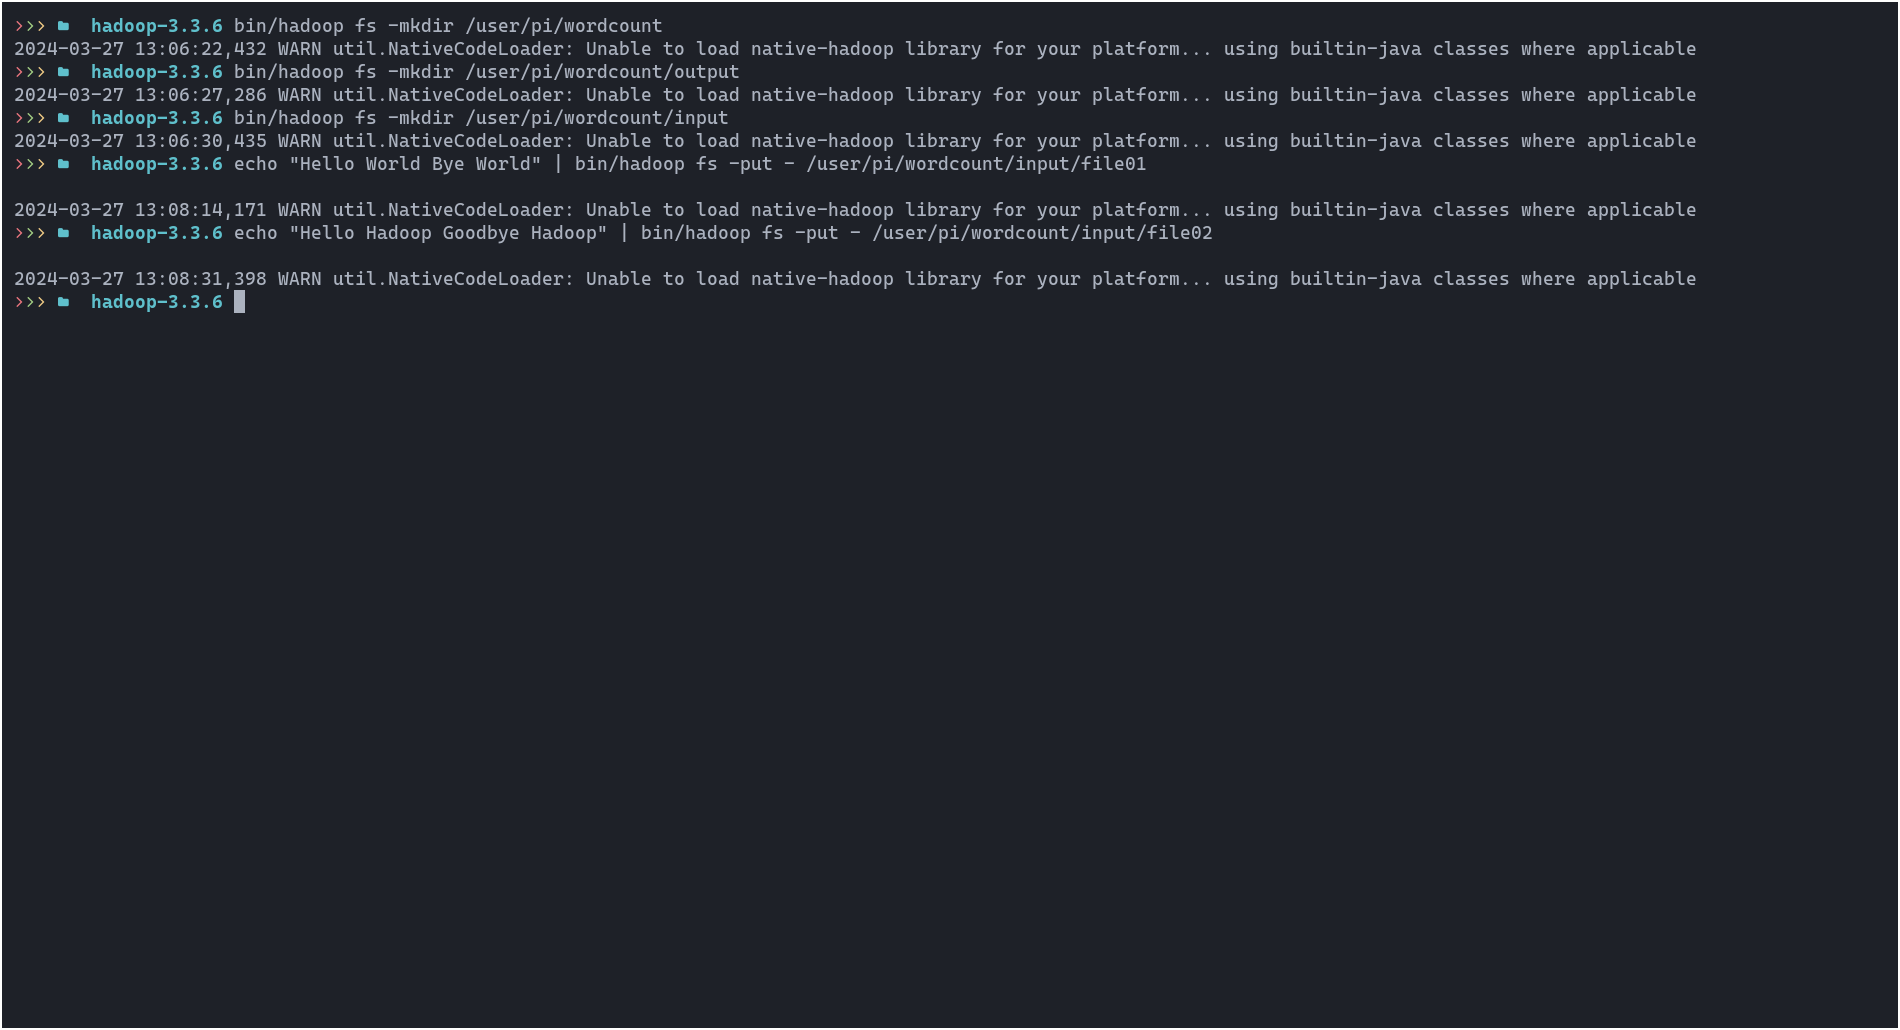 >>> hadoop-3.3.6 bin/hadoop fs -mkdir /user/pi/wordcount
2024-03-27 13:06:22,432 WARN util.NativeCodeLoader: Unable to load native-hadoop library for your platform... using builtin-java classes where applicable
>>> hadoop-3.3.6 bin/hadoop fs -mkdir /user/pi/wordcount/output
2024-03-27 13:06:27,286 WARN util.NativeCodeLoader: Unable to load native-hadoop library for your platform... using builtin-java classes where applicable
>>> hadoop-3.3.6 bin/hadoop fs -mkdir /user/pi/wordcount/input
2024-03-27 13:06:30,435 WARN util.NativeCodeLoader: Unable to load native-hadoop library for your platform... using builtin-java classes where applicable
>>> hadoop-3.3.6 echo "Hello World Bye World" | bin/hadoop fs -put - /user/pi/wordcount/input/file01
2024-03-27 13:08:14,171 WARN util.NativeCodeLoader: Unable to load native-hadoop library for your platform... using builtin-java classes where applicable
>>> hadoop-3.3.6 echo "Hello Hadoop Goodbye Hadoop" | bin/hadoop fs -put - /user/pi/wordcount/input/file02
2024-03-27 13:08:31,398 WARN util.NativeCodeLoader: Unable to load native-hadoop library for your platform... using builtin-java classes where applicable
>>> hadoop-3.3.6